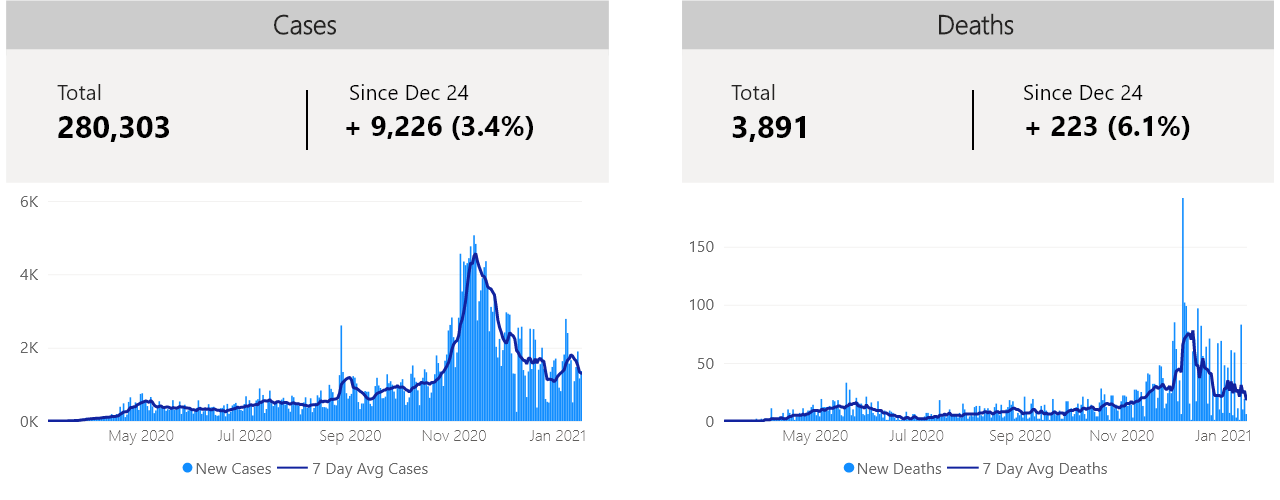 Cases
Total
280,303
Since Dec 24
+ 9,226 (3.4%)
6K
4K
2K
0K
May 2020
Jul 2020
Sep 2020
Nov 2020
Jan 2021
New Cases
7 Day Avg Cases
Deaths
Total
3,891
Since Dec 24
+ 223 (6.1%)
150
100
50
0
May 2020
Jul 2020
Sep 2020
Nov 2020
Jan 2021
New Deaths
7 Day Avg Deaths